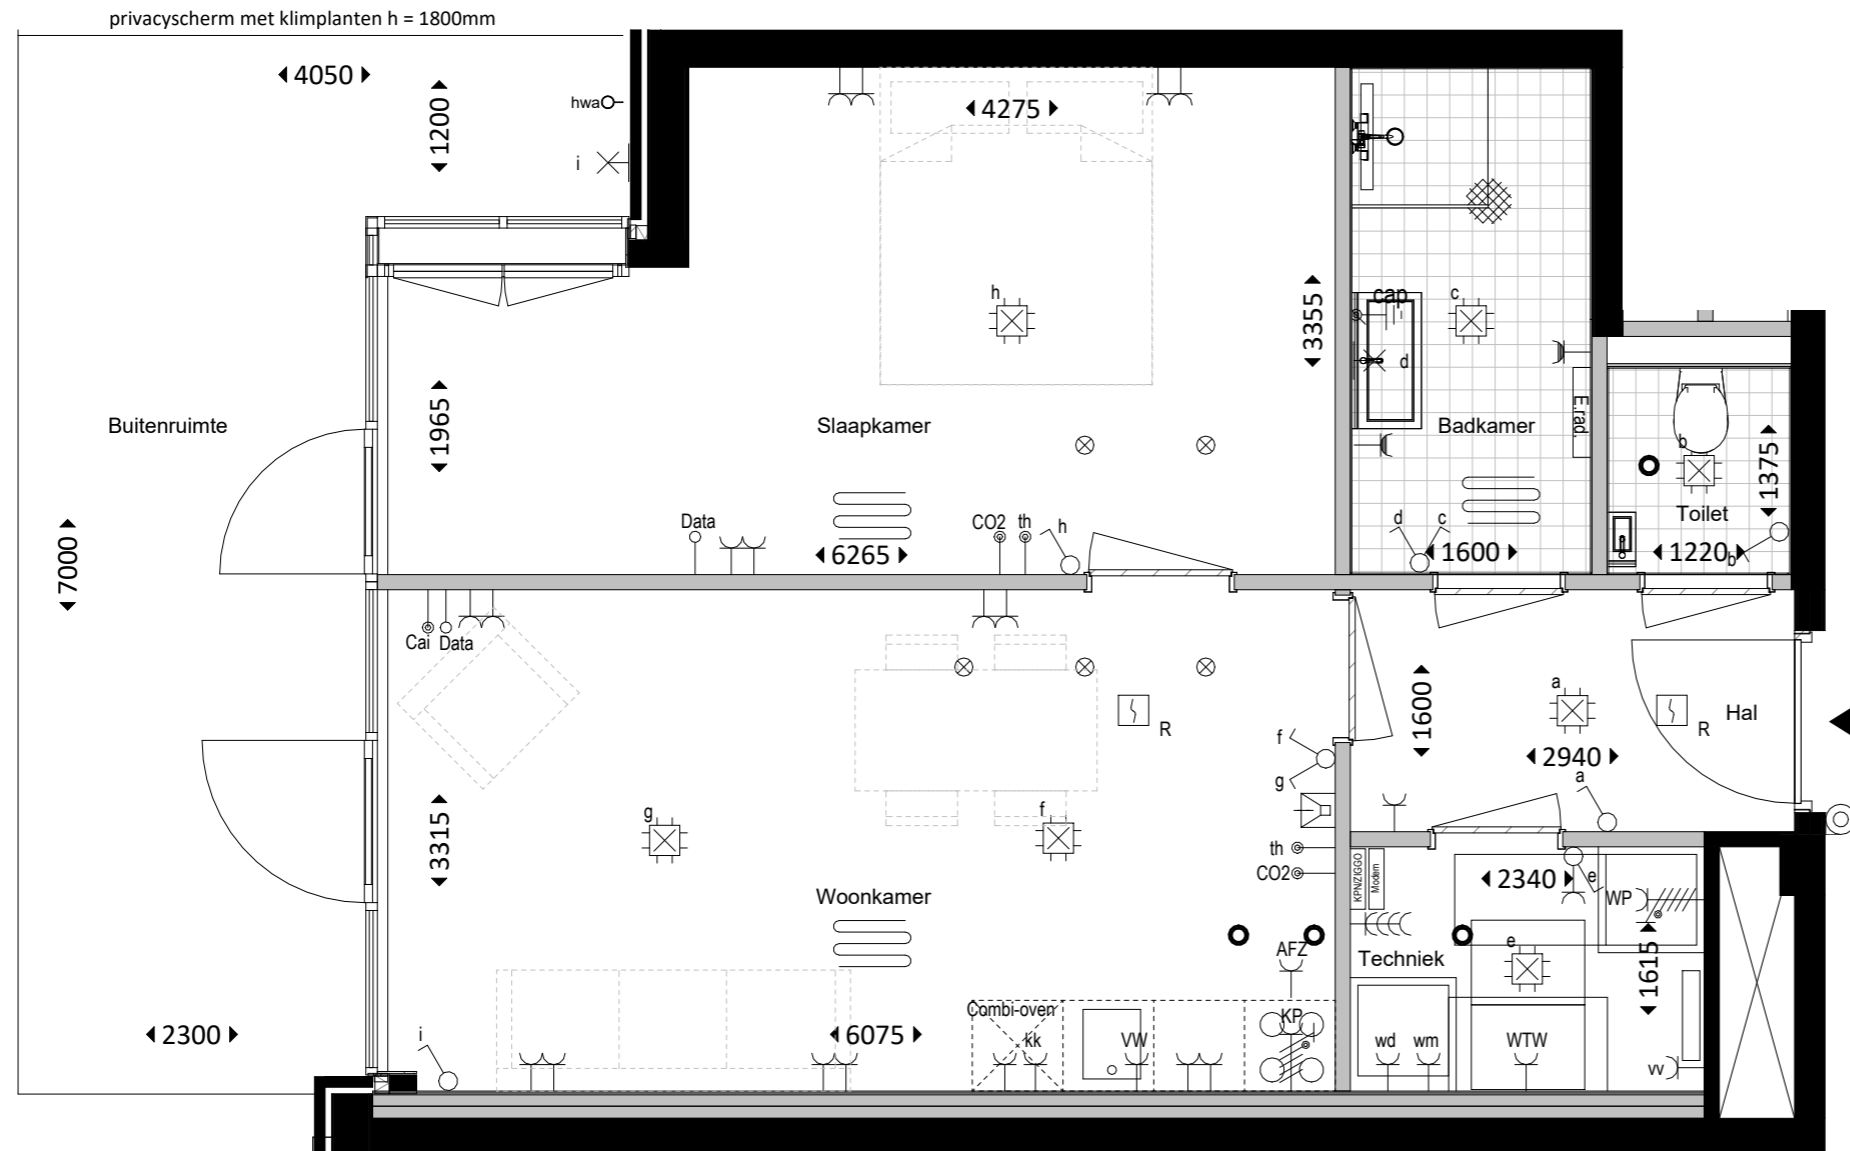 privacyscherm met klimplanten h = 1800mm
4050
1200
hwa
i
4275
h
3355
cap
c
d
E.rad.
1965
Buitenruimte
Slaapkamer
Badkamer
b
1375
Toilet
7000
Data
CO2
th
h
6265
d
c
1600
1220
b
Cai
Data
R
f
g
1600
a
R
Hal
2940
a
g
f
3315
th
CO2
KPN/ZIGGO
Modem
2340
e
WP
Woonkamer
AFZ
Techniek
e
1615
2300
i
6075
Combi-oven
kk
VW
KP
wd
wm
WTW
vv